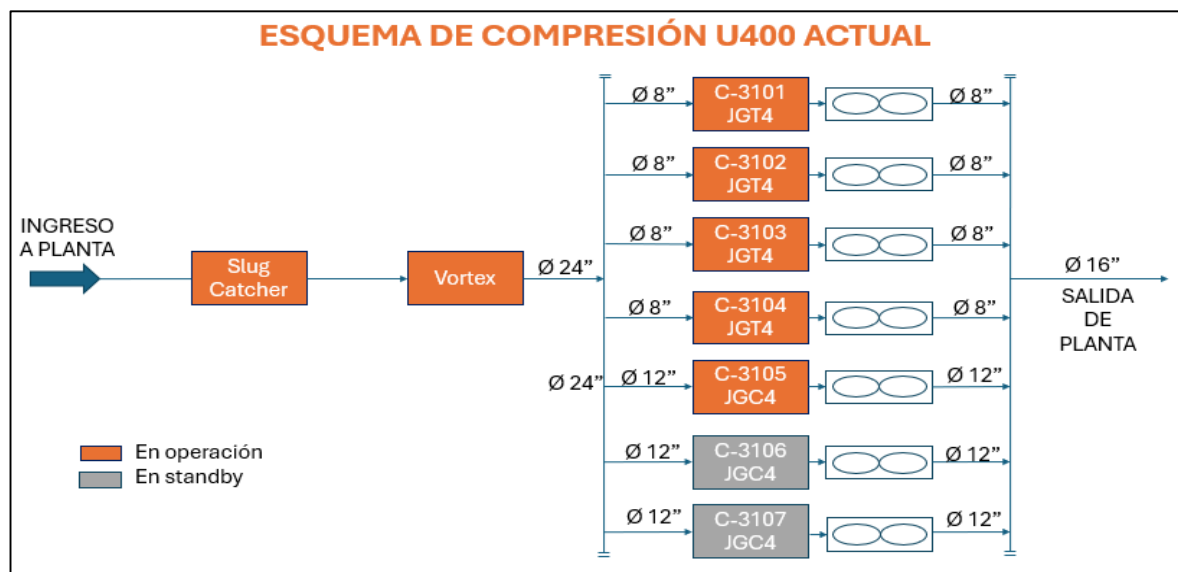 ESQUEMA DE COMPRESIÓN U400 ACTUAL
INGRESO
A PLANTA
Slug
Catcher
Vortex
Ø 24”
Ø 24”
Ø 8”
C-3101
JGT4
Ø 8”
Ø 8”
C-3102
JGT4
Ø 8”
Ø 8”
C-3103
JGT4
Ø 8”
Ø 8”
C-3104
JGT4
Ø 8”
Ø 12”
C-3105
JGC4
Ø 12”
Ø 12”
C-3106
JGC4
Ø 12”
Ø 12”
C-3107
JGC4
Ø 12”
Ø 16”
SALIDA
DE
PLANTA
En operación
En standby